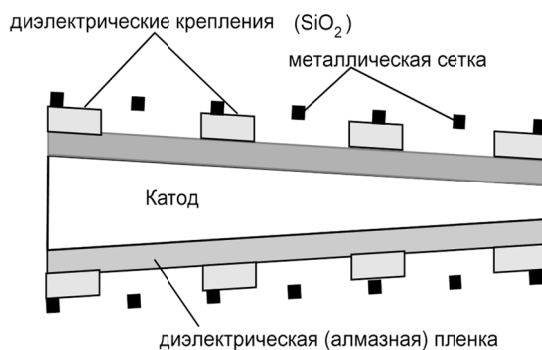 диэлектрические крепления (SiO₂)
металлическая сетка
Катод
диэлектрическая (алмазная) пленка